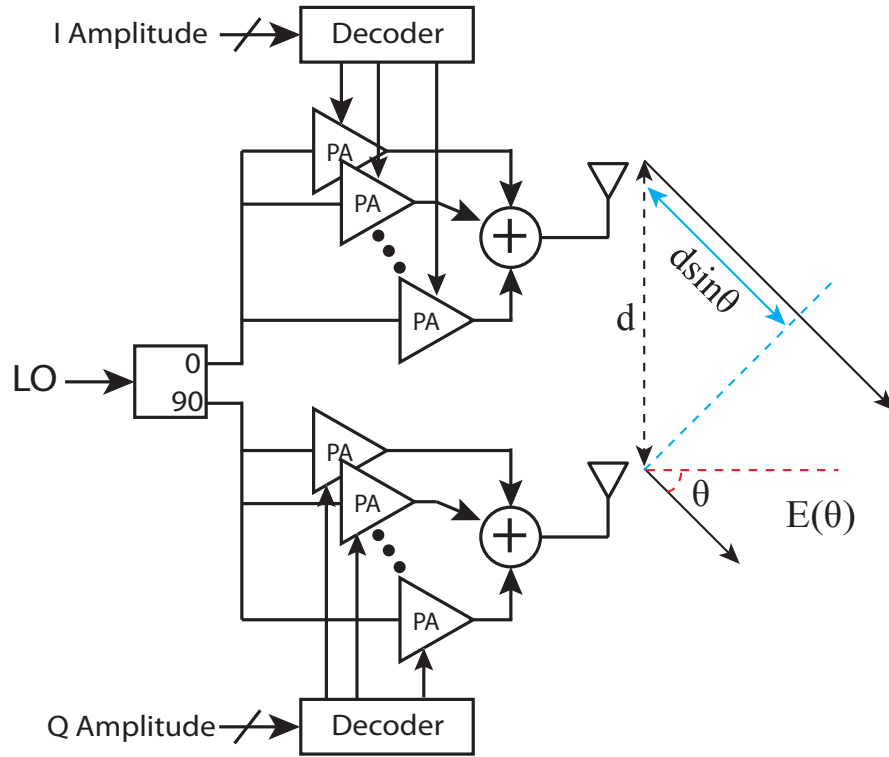 I Amplitude
Decoder
PA
PA
PA
+
dsinθ
d
LO
0
90
PA
PA
PA
+
θ
E(θ)
Q Amplitude
Decoder